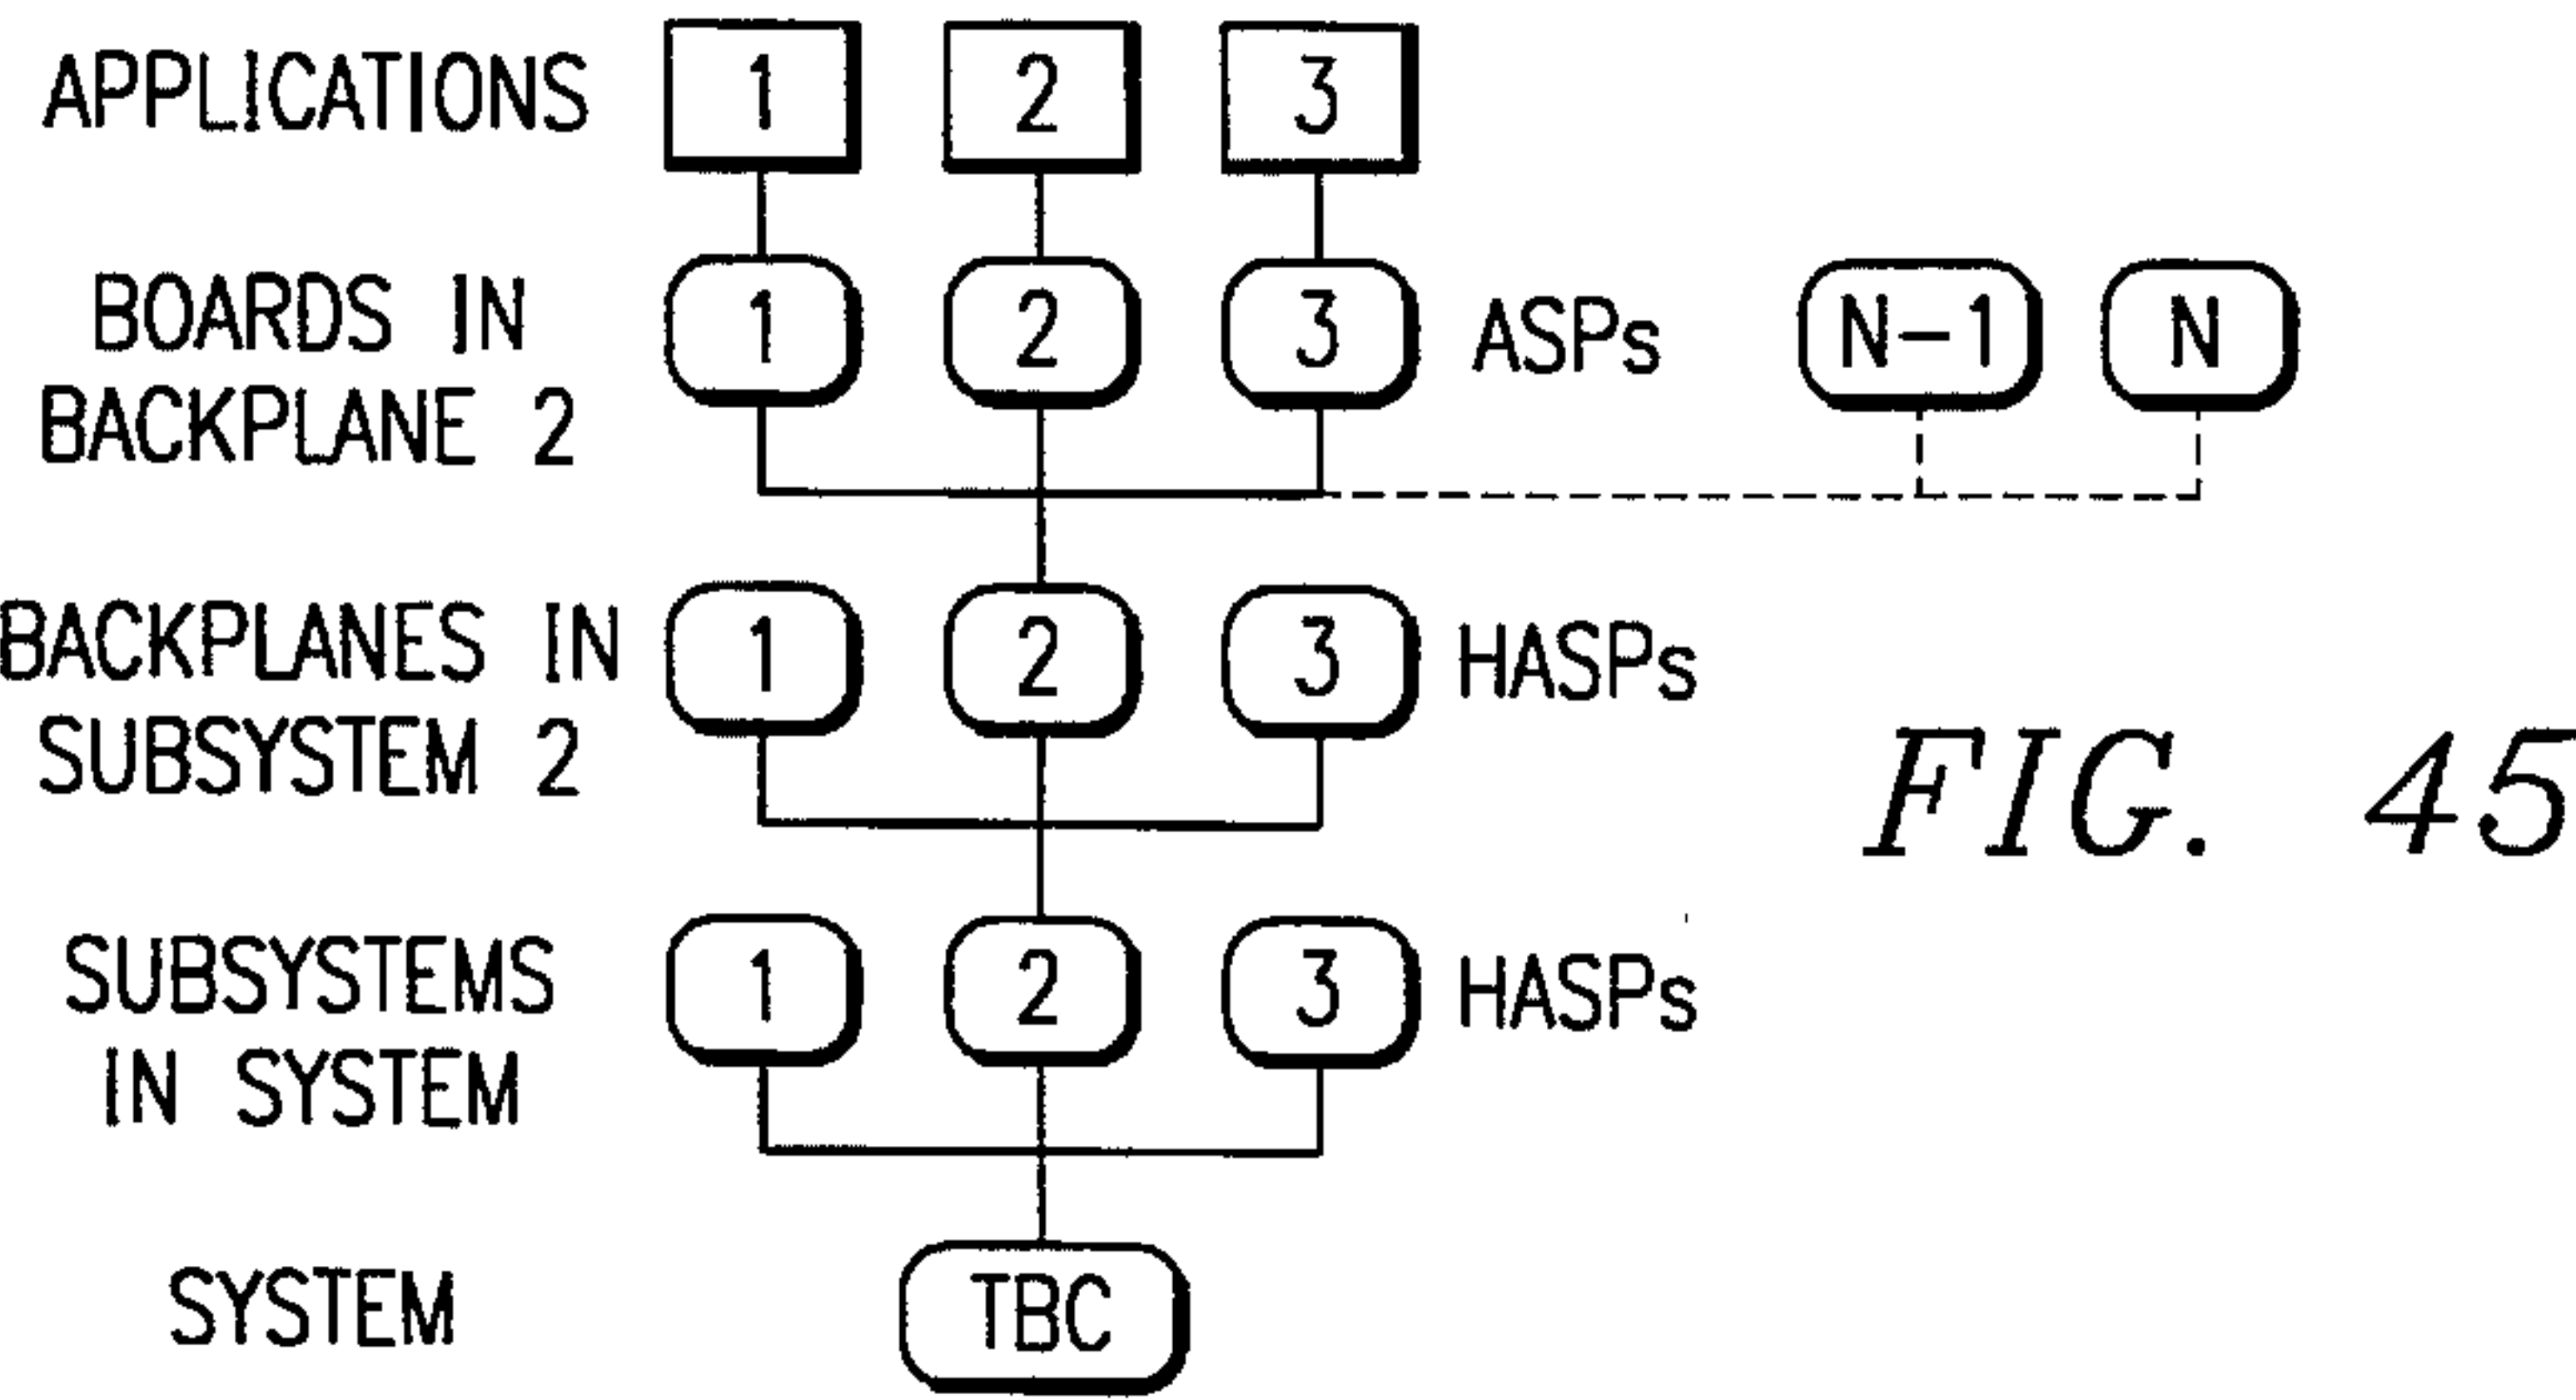 APPLICATIONS 1 2 3
BOARDS IN
BACKPLANE 2
1 2 3 ASPs N-1 N
BACKPLANES IN
SUBSYSTEM 2
1 2 3 HASPs
FIG. 45
SUBSYSTEMS
IN SYSTEM
1 2 3 HASPs
SYSTEM TBC